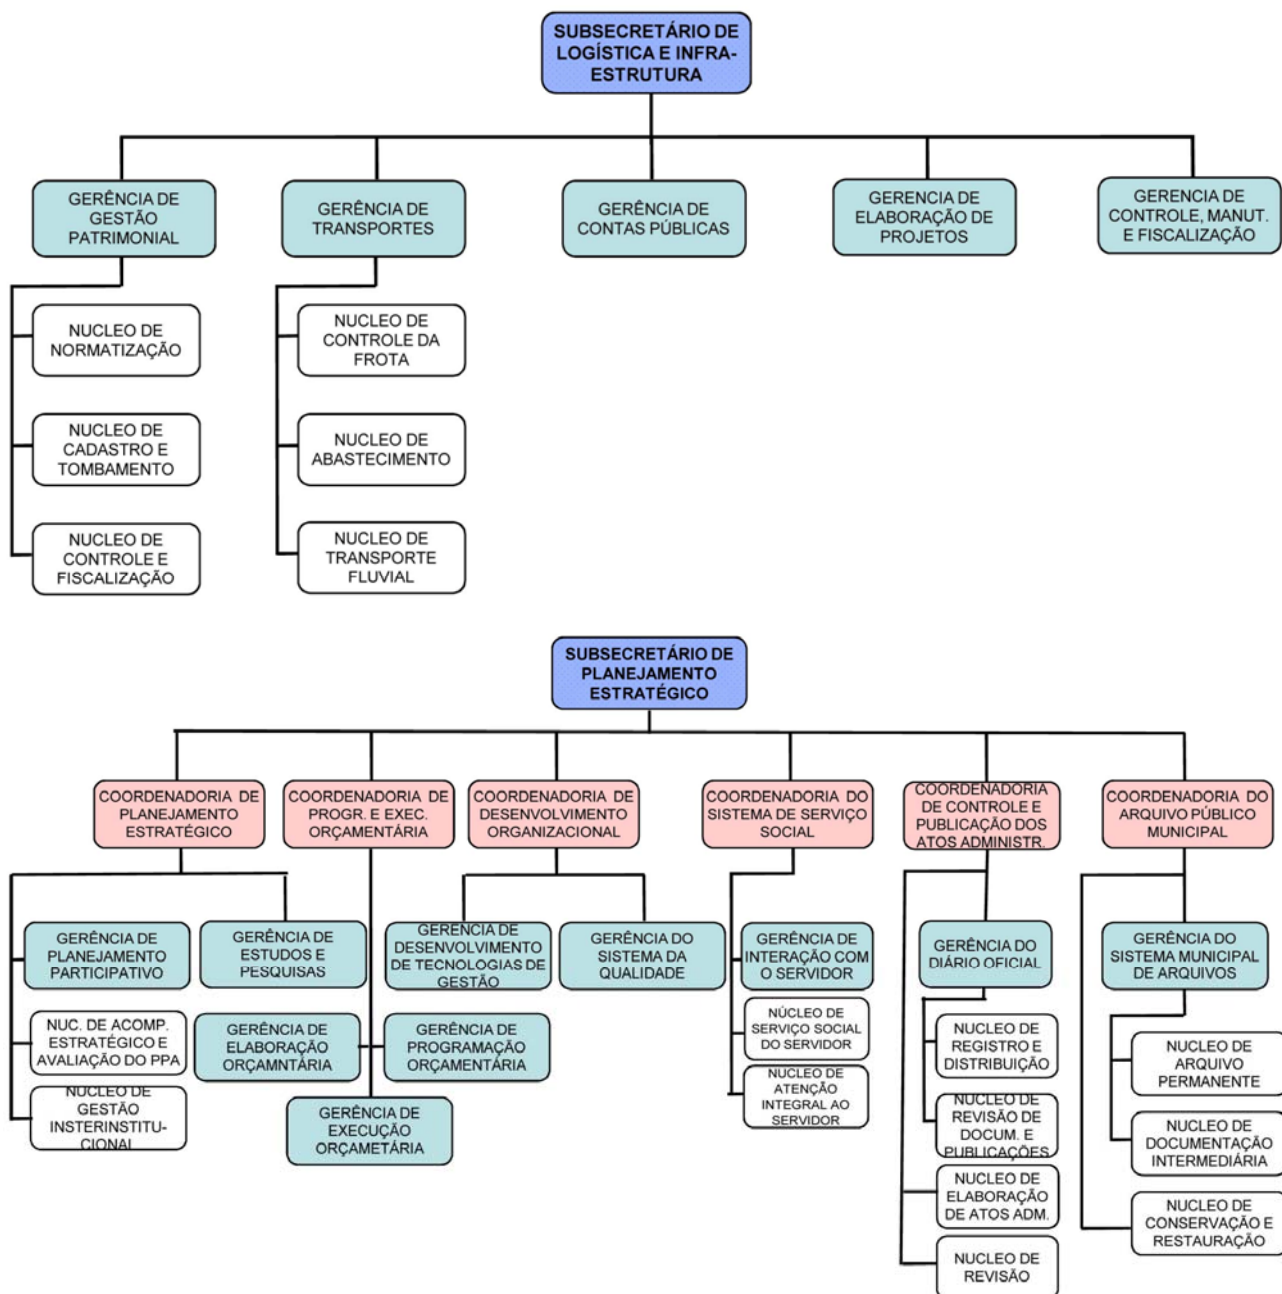 SUBSECRETÁRIO DE
LOGÍSTICA E INFRA-
ESTRUTURA
GERÊNCIA DE
GESTÃO
PATRIMONIAL
GERÊNCIA DE
TRANSPORTES
GERÊNCIA DE
CONTAS PÚBLICAS
GERÊNCIA DE
ELABORAÇÃO DE
PROJETOS
GERENCIA DE
CONTROLE, MANUT.
E FISCALIZAÇÃO
NUCLEO DE
NORMATIZAÇÃO
NUCLEO DE
CADASTRO E
TOMBAMENTO
NUCLEO DE
CONTROLE E
FISCALIZAÇÃO
NUCLEO DE
CONTROLE DA
FROTA
NUCLEO DE
ABASTECIMENTO
NUCLEO DE
TRANSPORTE
FLUVIAL
SUBSECRETÁRIO DE
PLANEJAMENTO
ESTRATÉGICO
COORDENADORIA DE
PLANEJAMENTO
ESTRATÉGICO
COORDENADORIA DE
PROGR. E EXEC.
ORÇAMENTÁRIA
COORDENADORIA DE
DESENVOLVIMENTO
ORGANIZACIONAL
COORDENADORIA DO
SISTEMA DE SERVIÇO
SOCIAL
COORDENADORIA
DE CONTROLE E
PUBLICAÇÃO DOS
ATOS ADMINISTR.
COORDENADORIA DO
ARQUIVO PÚBLICO
MUNICIPAL
GERÊNCIA DE
PLANEJAMENTO
PARTICIPATIVO
GERÊNCIA DE
ESTUDOS E
PESQUISAS
NUC. DE ACOMP.
ESTRATÉGICO E
AVALIAÇÃO DO PPA
NUCLEO DE
GESTÃO
INSTERINSTITU-
CIONAL
GERÊNCIA DE
ELABORAÇÃO
ORÇAMNTÁRIA
GERÊNCIA DE
PROGRAMAÇÃO
ORÇAMENTÁRIA
GERÊNCIA DE
EXECUÇÃO
ORÇAMETÁRIA
GERENCIA DE
DESENVOLVIMENTO
DE TECNOLOGIAS DE
GESTÃO
GERÊNCIA DO
SISTEMA DA
QUALIDADE
GERÊNCIA DE
INTERAÇÃO COM
O SERVIDOR
NÚCLEO DE
SERVIÇO SOCIAL
DO SERVIDOR
NUCLEO DE
ATENÇÃO
INTEGRAL AO
SERVIDOR
GERÊNCIA DO
DIÁRIO OFICIAL
NUCLEO DE
REGISTRO E
DISTRIBUIÇÃO
NUCLEO DE
REVISÃO DE
DOCUM. E
PUBLICAÇÕES
NUCLEO DE
ELABORAÇÃO
DE ATOS ADM.
NUCLEO DE
REVISÃO
GERÊNCIA DO
SISTEMA MUNICIPAL
DE ARQUIVOS
NUCLEO DE
ARQUIVO
PERMANENTE
NUCLEO DE
DOCUMENTAÇÃO
INTERMEDIÁRIA
NUCLEO DE
CONSERVAÇÃO E
RESTAURAÇÃO